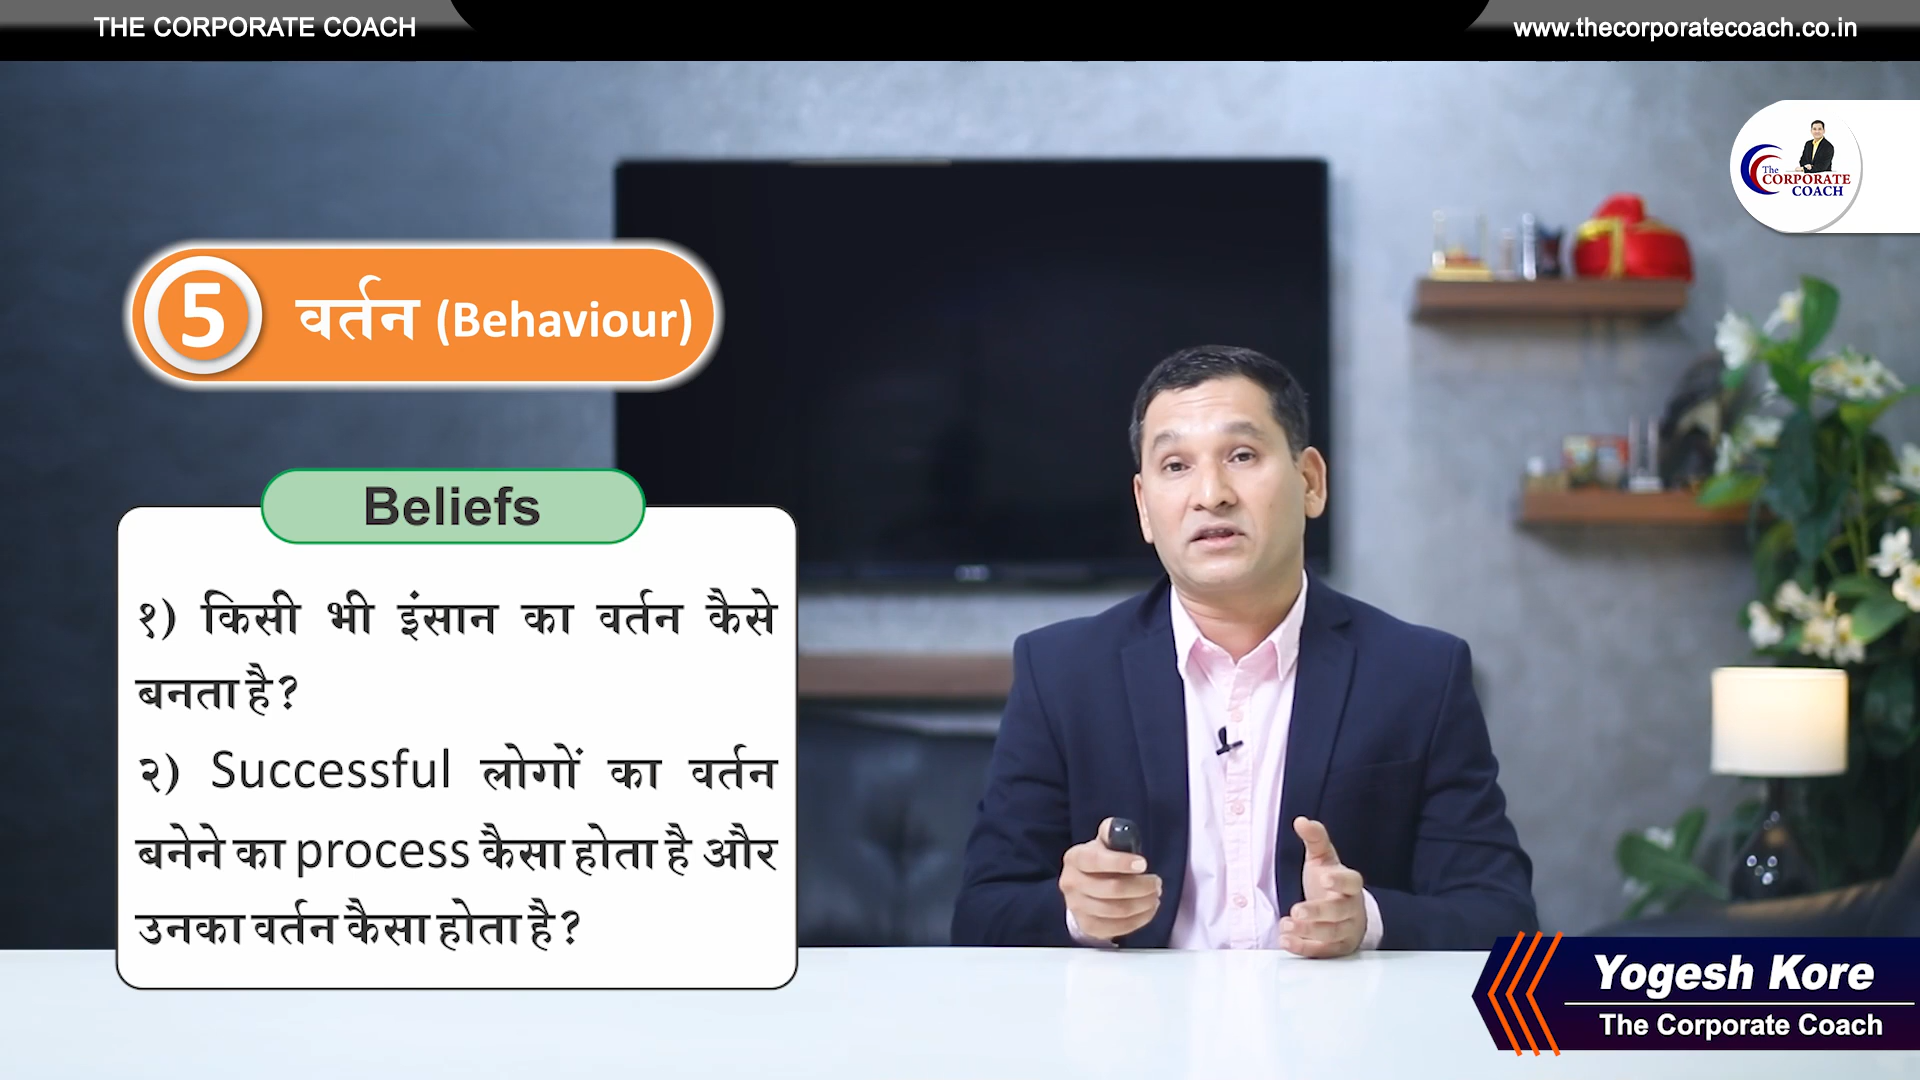 THE CORPORATE COACH
www.thecorporatecoach.co.in
The
CORPORATE
COACH
5 वर्तन (Behaviour)
Beliefs
१) किसी भी इंसान का वर्तन कैसे
बनता है?
२) Successful लोगों का वर्तन
बनेने का process कैसा होता है और
उनका वर्तन कैसा होता है?
Yogesh Kore
The Corporate Coach